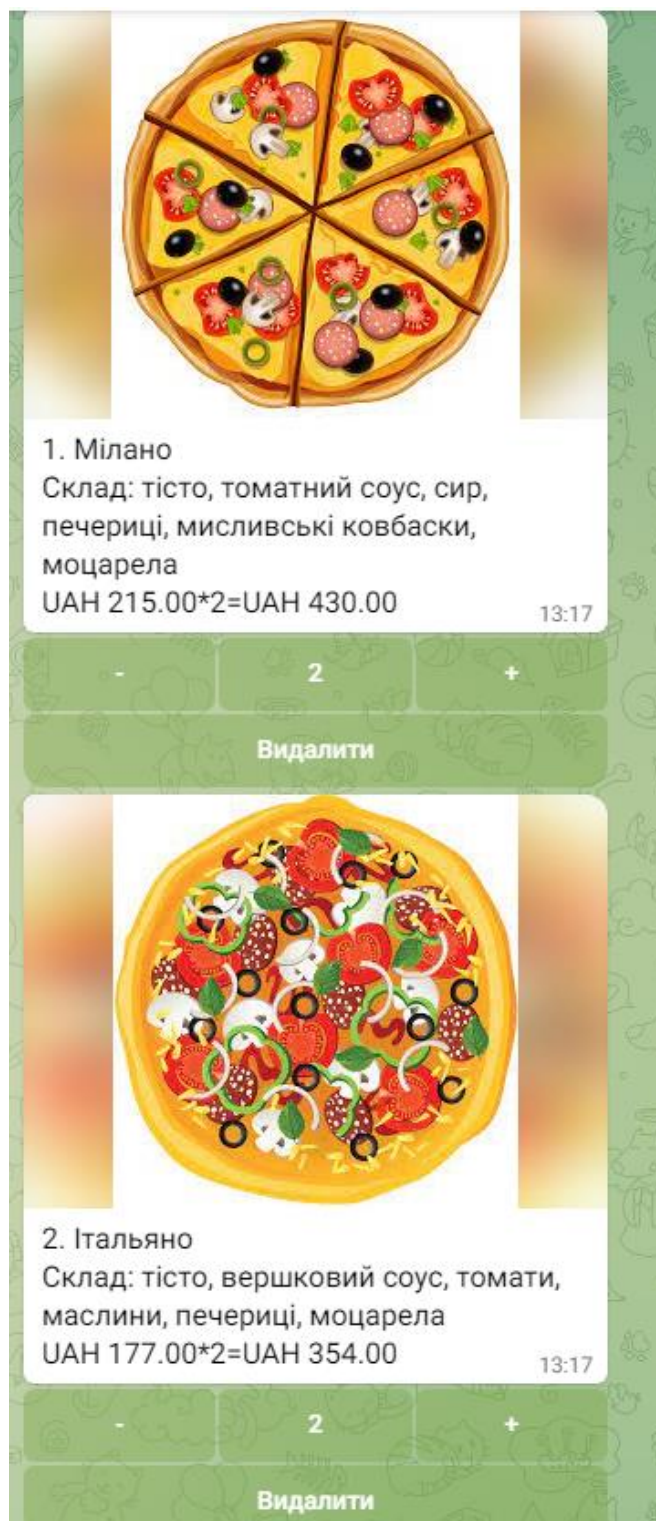 1. Мілано
Склад: тісто, томатний соус, сир,
печериці, мисливські ковбаски,
моцарела
UAH 215.00*2=UAH 430.00
13:17
- 2 +
Видалити
2. Італьяно
Склад: тісто, вершковий соус, томати,
маслини, печериці, моцарела
UAH 177.00*2=UAH 354.00
13:17
- 2 +
Видалити